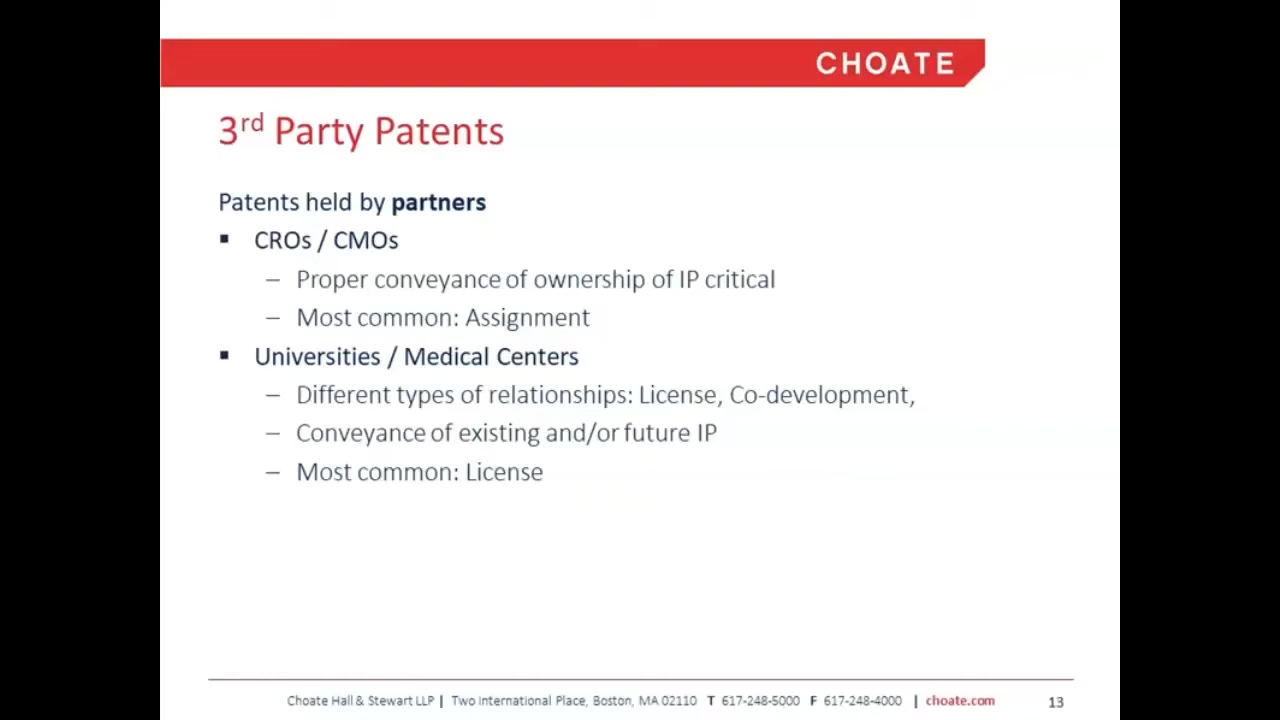 CHOATE
3rd Party Patents
Patents held by partners
▪ CROs / CMOs
– Proper conveyance of ownership of IP critical
– Most common: Assignment
▪ Universities / Medical Centers
– Different types of relationships: License, Co-development,
– Conveyance of existing and/or future IP
– Most common: License
Choate Hall & Stewart LLP | Two International Place, Boston, MA 02110 T 617-248-5000 F 617-248-4000 | choate.com 13